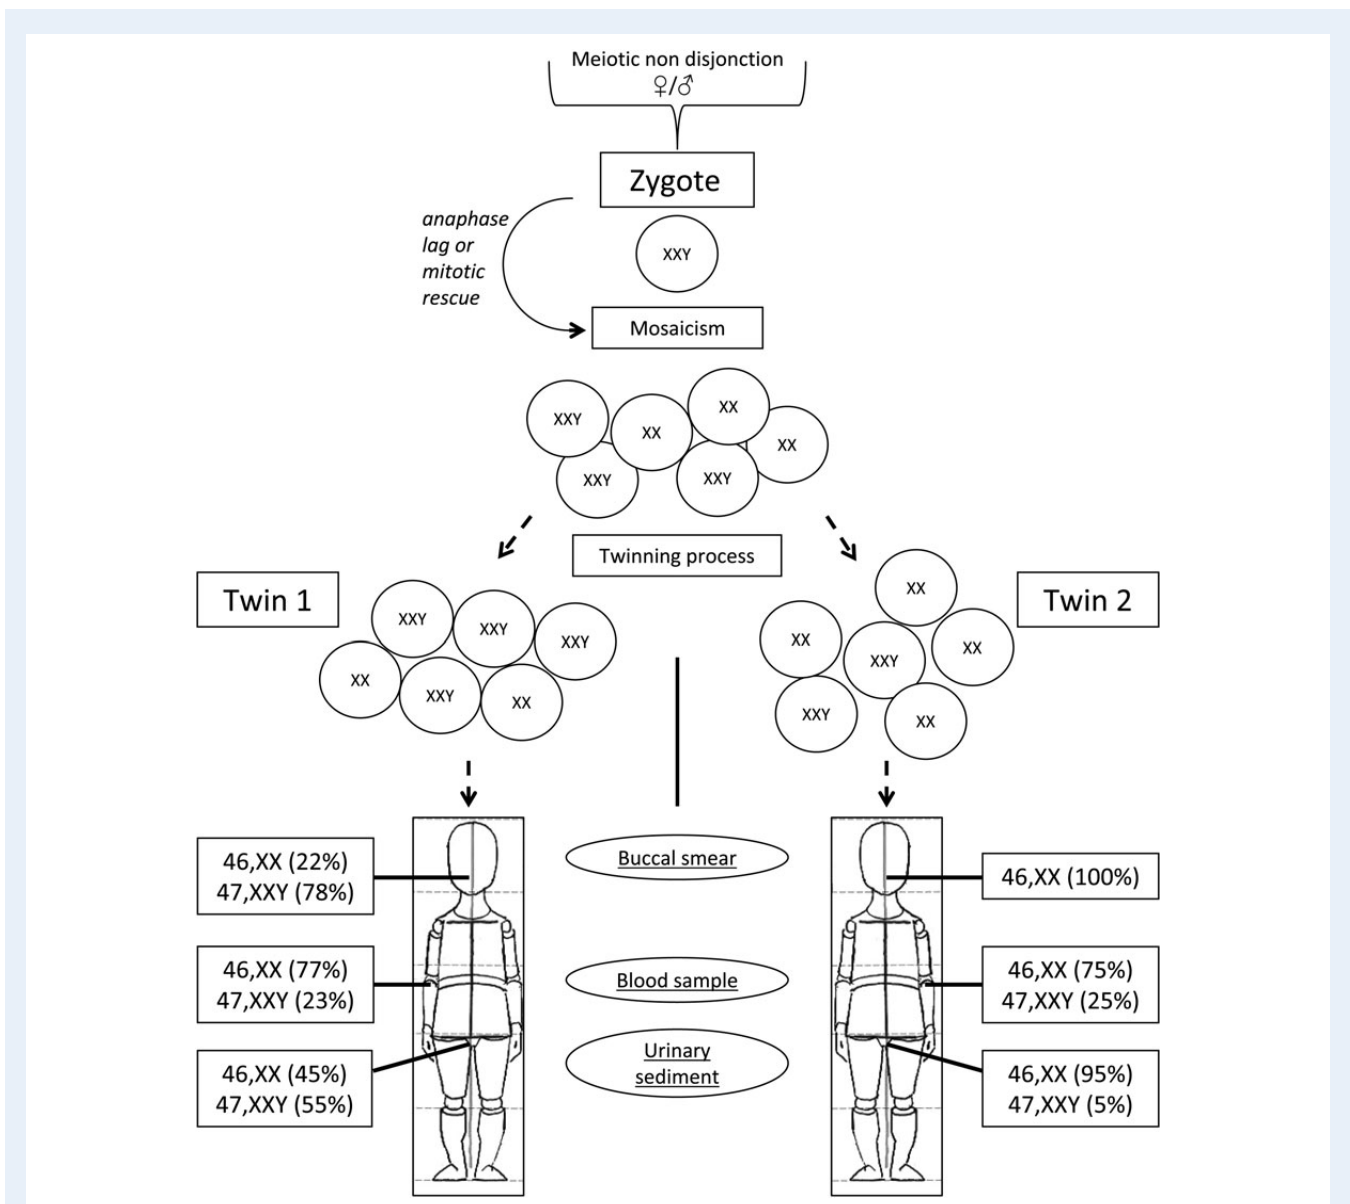 Meiotic non disjonction
♀/♂
Zygote
anaphase
lag or
mitotic
rescue
XXY
Mosaicism
XXY
XX
XX
XX
XXY
XXY
Twinning process
Twin 1
Twin 2
XXY
XXY
XXY
XX
XXY
XX
XX
XX
XXY
XX
XXY
XX
46,XX (22%)
47,XXY (78%)
Buccal smear
46,XX (100%)
46,XX (77%)
47,XXY (23%)
Blood sample
46,XX (75%)
47,XXY (25%)
46,XX (45%)
47,XXY (55%)
Urinary
sediment
46,XX (95%)
47,XXY (5%)